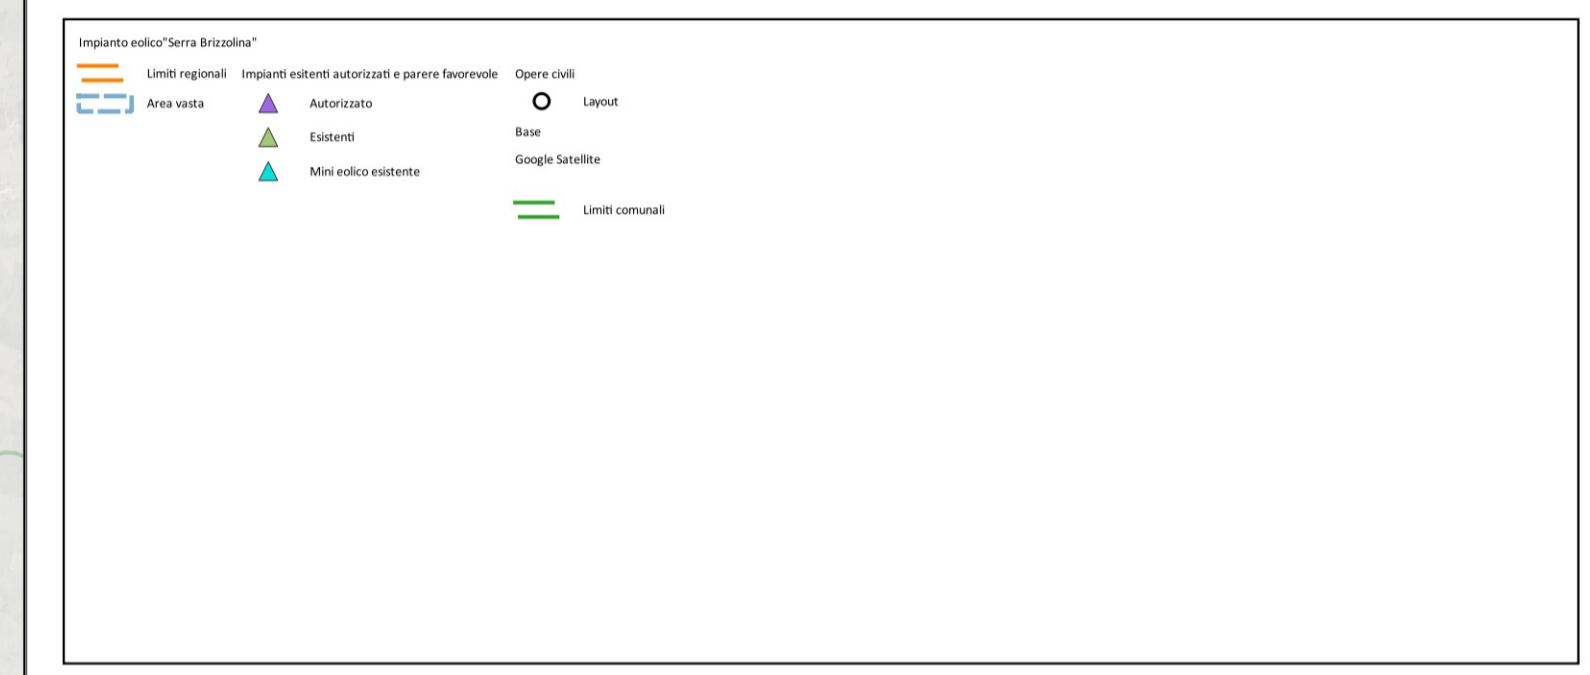 Impianto eolico"Serra Brizzolina"
Limiti regionali
Area vasta
Impianti esitenti autorizzati e parere favorevole
Autorizzato
Esistenti
Mini eolico esistente
Opere civili
Layout
Base
Google Satellite
Limiti comunali